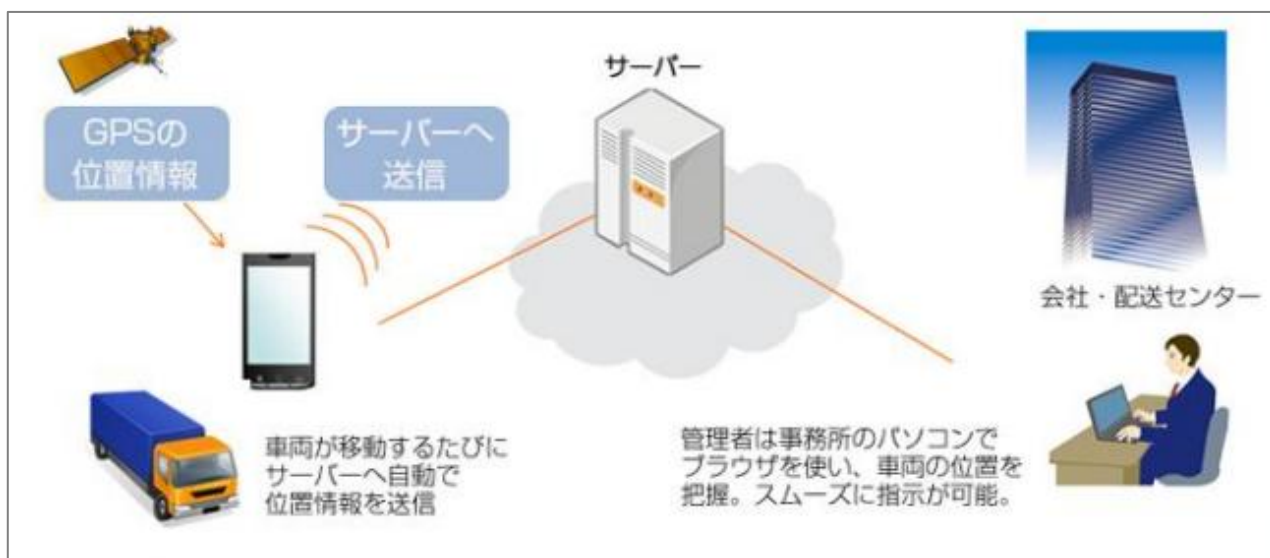 サーバー
GPSの
位置情報
サーバーへ
送信
会社・配送センター
車両が移動するたびに
サーバーへ自動で
位置情報を送信
管理者は事務所のパソコンで
ブラウザを使い、車両の位置を
把握。スムーズに指示が可能。